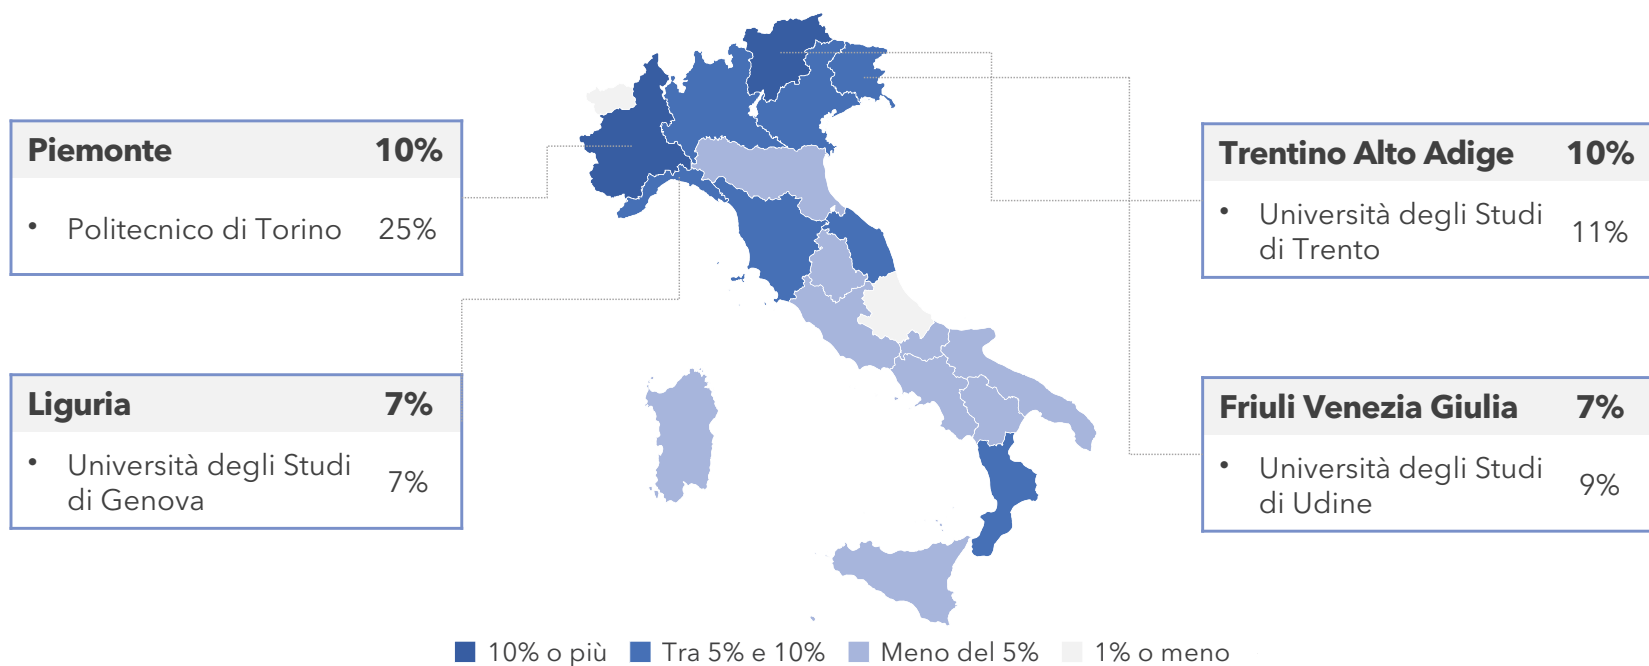 Piemonte 10%
• Politecnico di Torino 25%
Liguria 7%
• Università degli Studi
di Genova 7%
Trentino Alto Adige 10%
• Università degli Studi
di Trento 11%
Friuli Venezia Giulia 7%
• Università degli Studi
di Udine 9%
10% o più Tra 5% e 10% Meno del 5% 1% o meno